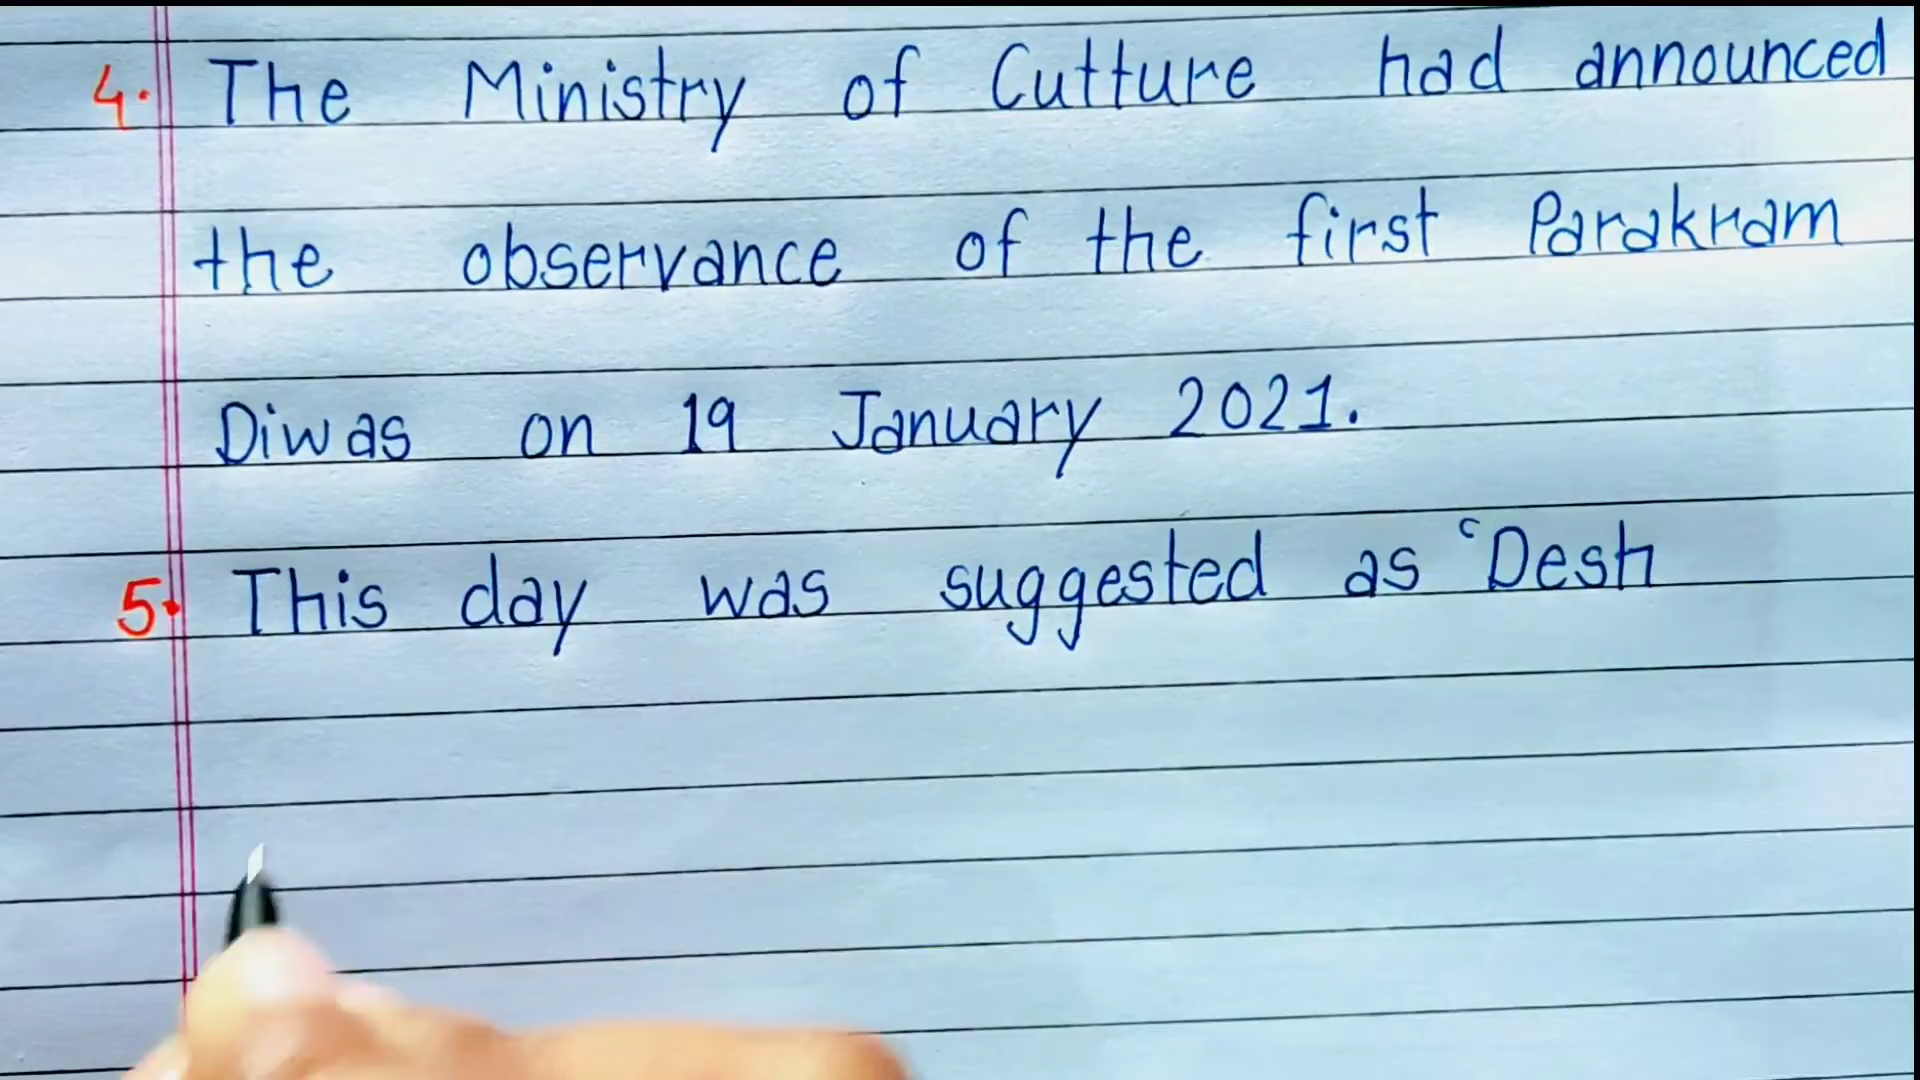 4. The Ministry of Cutture had announced
the observance of the first Parakram
Diwas on 19 January 2021.
5. This day was suggested as 'Desh